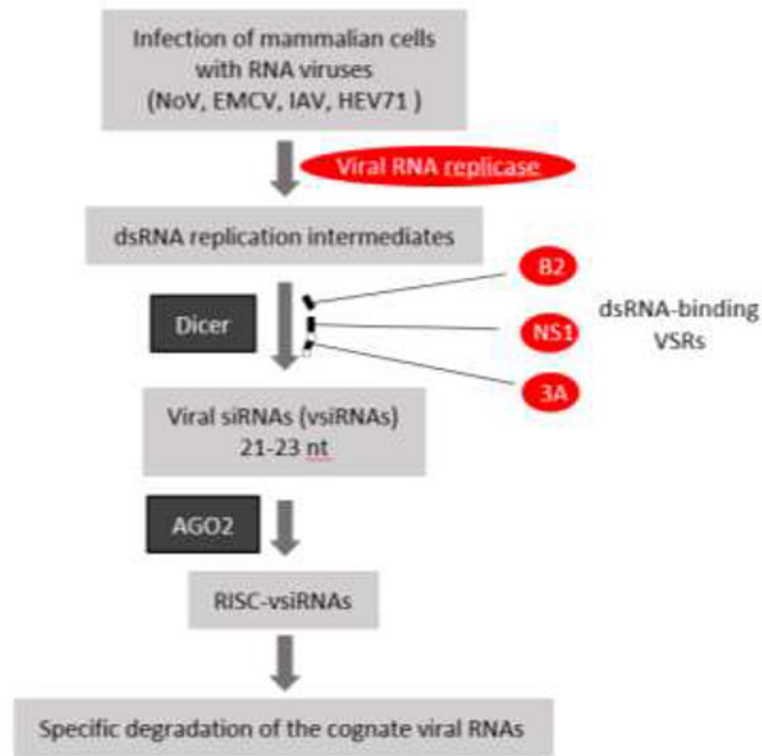 Infection of mammalian cells
with RNA viruses
(NoV, EMCV, IAV, HEV71 )
Viral RNA replicase
dsRNA replication intermediates
B2
Dicer
NS1
dsRNA-binding
VSRs
3A
Viral siRNAs (vsiRNAs)
21-23 nt
AGO2
RISC-vsiRNAs
Specific degradation of the cognate viral RNAs